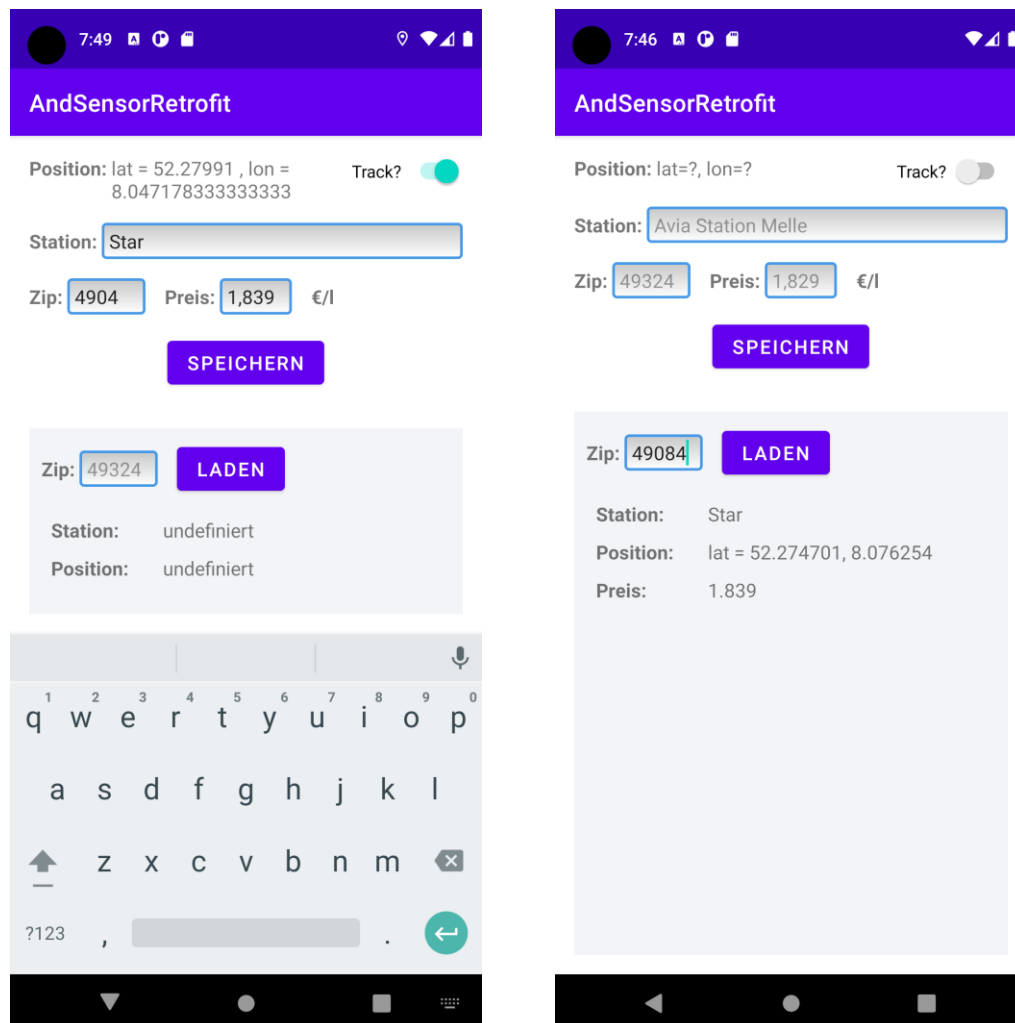 7:49
AndSensorRetrofit
Position: lat = 52.27991 , lon =
8.047178333333333
Track?
Station: Star
Zip: 4904 Preis: 1,839 €/l
SPEICHERN
Zip: 49324 LADEN
Station: undefiniert
Position: undefiniert
1 2 3 4 5 6 7 8 9 0
q w e r t y u i o p
a s d f g h j k l
z x c v b n m
?123 , .
7:46
AndSensorRetrofit
Position: lat=?, lon=? Track?
Station: Avia Station Melle
Zip: 49324 Preis: 1,829 €/l
SPEICHERN
Zip: 49084 LADEN
Station: Star
Position: lat = 52.274701, 8.076254
Preis: 1.839